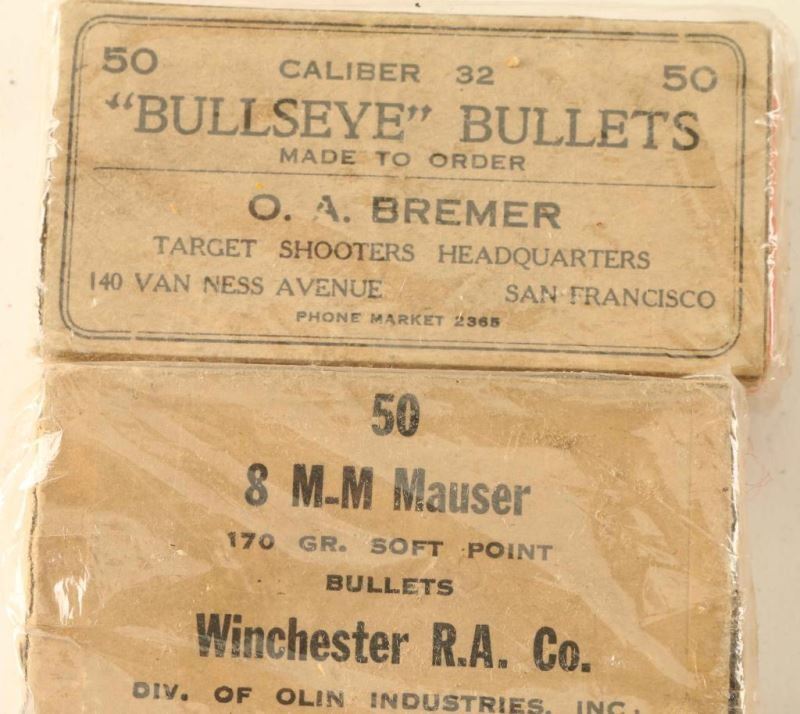 50 CALIBER 32 50
"BULLSEYE" BULLETS
MADE TO ORDER
O. A. BREMER
TARGET SHOOTERS HEADQUARTERS
140 VAN NESS AVENUE SAN FRANCISCO
PHONE MARKET 2365
50
8 M-M Mauser
170 GR. SOFT POINT
BULLETS
Winchester R.A. Co.
DIV. OF OLIN INDUSTRIES, INC.